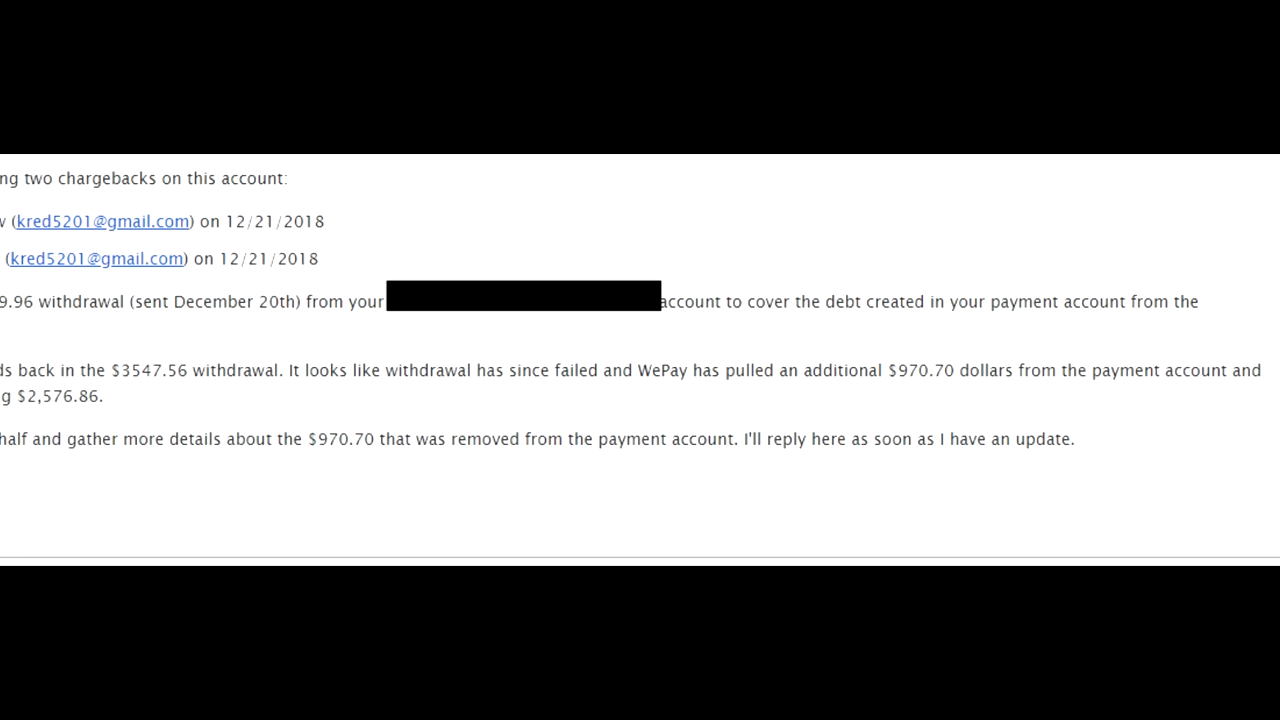 ng two chargebacks on this account:
(kred5201@gmail.com) on 12/21/2018
(kred5201@gmail.com) on 12/21/2018
9.96 withdrawal (sent December 20th) from your account to cover the debt created in your payment account from the
ds back in the $3547.56 withdrawal. It looks like withdrawal has since failed and WePay has pulled an additional $970.70 dollars from the payment account and
g $2,576.86.
half and gather more details about the $970.70 that was removed from the payment account. I'll reply here as soon as I have an update.